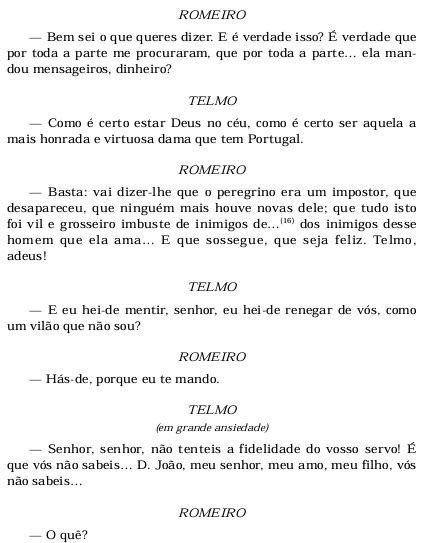 ROMEIRO
— Bem sei o que queres dizer. E é verdade isso? É verdade que
por toda a parte me procuraram, que por toda a parte... ela man-
dou mensageiros, dinheiro?
TELMO
— Como é certo estar Deus no céu, como é certo ser aquela a
mais honrada e virtuosa dama que tem Portugal.
ROMEIRO
— Basta: vai dizer-lhe que o peregrino era um impostor, que
desapareceu, que ninguém mais houve novas dele; que tudo isto
foi vil e grosseiro imbuste de inimigos de...(16) dos inimigos desse
homem que ela ama... E que sossegue, que seja feliz. Telmo,
adeus!
TELMO
— E eu hei-de mentir, senhor, eu hei-de renegar de vós, como
um vilão que não sou?
ROMEIRO
— Hás-de, porque eu te mando.
TELMO
(em grande ansiedade)
— Senhor, senhor, não tenteis a fidelidade do vosso servo! É
que vós não sabeis... D. João, meu senhor, meu amo, meu filho, vós
não sabeis...
ROMEIRO
— O quê?